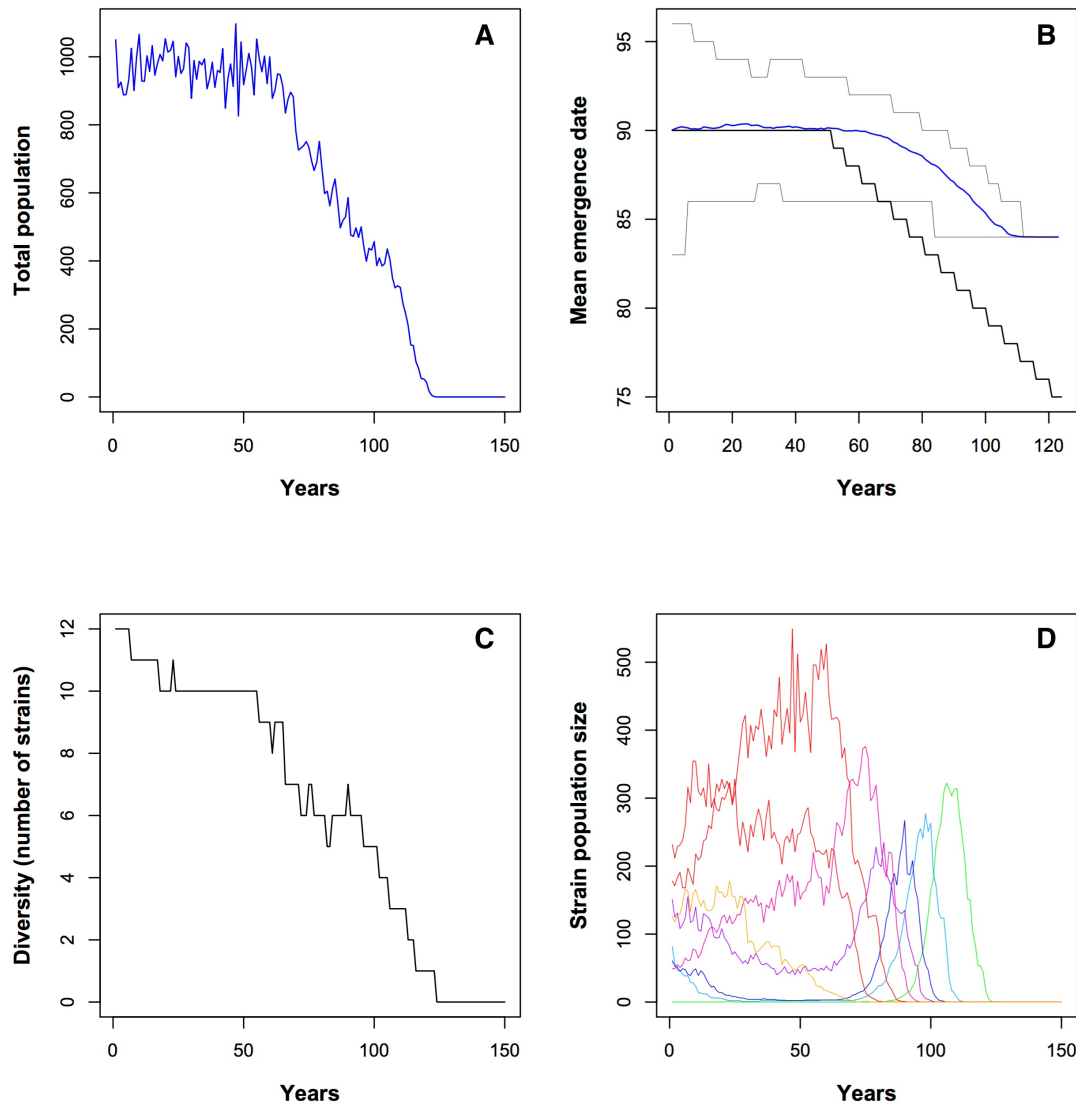 A
Total population
1000
800
600
400
200
0
0 50 100 150
Years
B
Mean emergence date
95
90
85
80
75
0 20 40 60 80 100 120
Years
C
Diversity (number of strains)
12
10
8
6
4
2
0
0 50 100 150
Years
D
Strain population size
500
400
300
200
100
0
0 50 100 150
Years